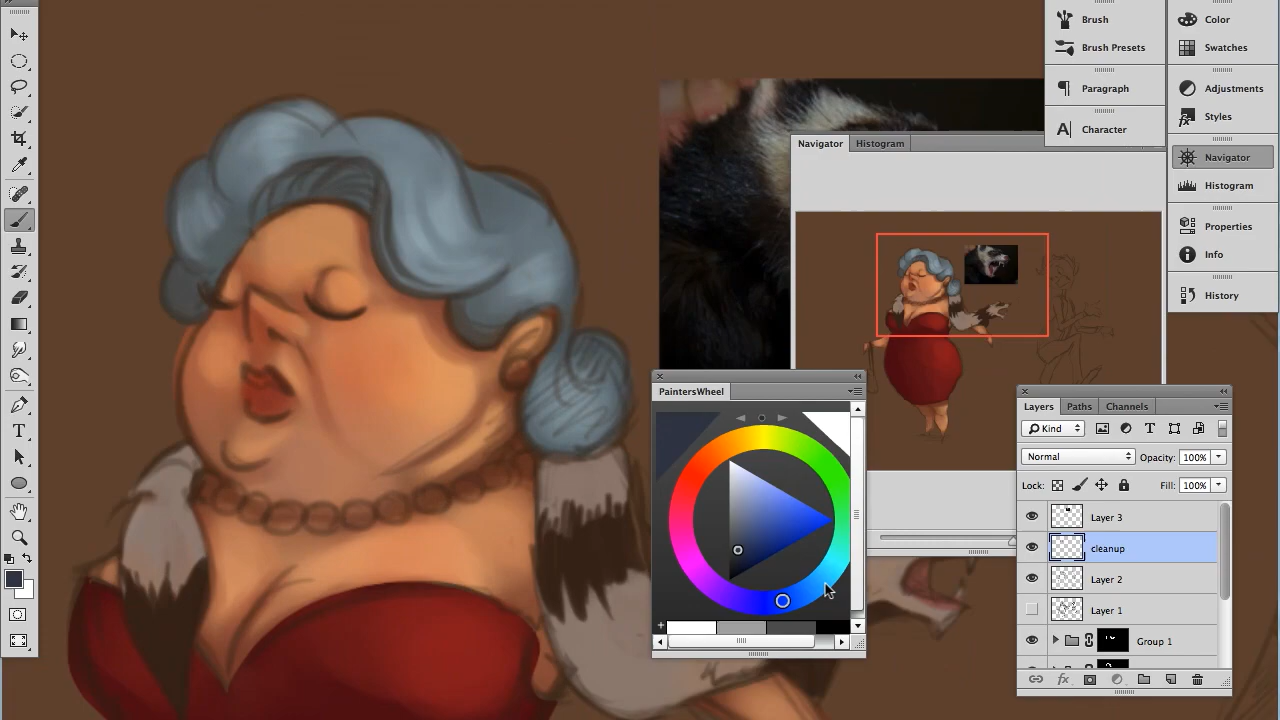 Brush
Color
Brush Presets
Swatches
Paragraph
Adjustments
Styles
A| Character
Navigator Histogram
Navigator
Histogram
Properties
Info
History
PaintersWheel
Layers Paths Channels
Kind
Normal Opacity: 100%
Lock: Fill: 100%
Layer 3
cleanup
Layer 2
Layer 1
Group 1
fx
T